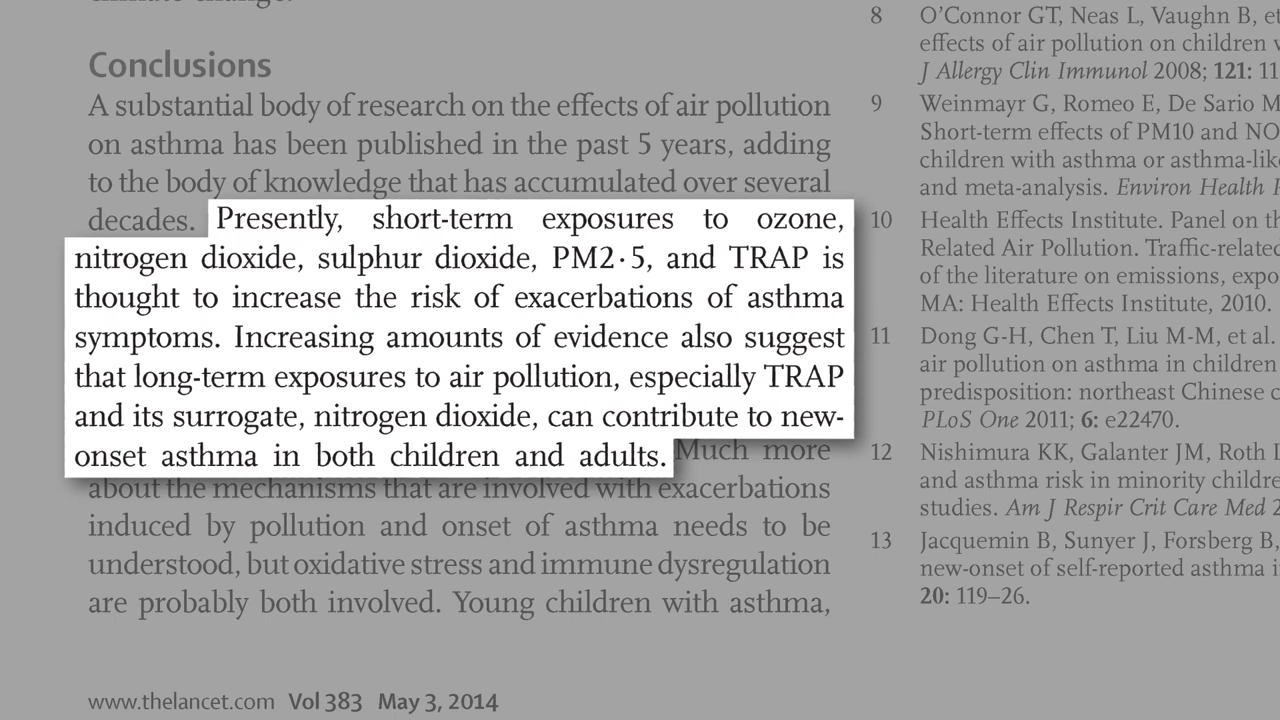 Conclusions
A substantial body of research on the effects of air pollution
on asthma has been published in the past 5 years, adding
to the body of knowledge that has accumulated over several
decades. Presently, short-term exposures to ozone,
nitrogen dioxide, sulphur dioxide, PM2·5, and TRAP is
thought to increase the risk of exacerbations of asthma
symptoms. Increasing amounts of evidence also suggest
that long-term exposures to air pollution, especially TRAP
and its surrogate, nitrogen dioxide, can contribute to new-
onset asthma in both children and adults. Much more
about the mechanisms that are involved with exacerbations
induced by pollution and onset of asthma needs to be
understood, but oxidative stress and immune dysregulation
are probably both involved. Young children with asthma,
www.thelancet.com Vol 383 May 3, 2014
8 O’Connor GT, Neas L, Vaughn B, et
effects of air pollution on children
J Allergy Clin Immunol 2008; 121: 11
9 Weinmayr G, Romeo E, De Sario M
Short-term effects of PM10 and NO
children with asthma or asthma-lik
and meta-analysis. Environ Health
10 Health Effects Institute. Panel on th
Related Air Pollution. Traffic-related
of the literature on emissions, expo
MA: Health Effects Institute, 2010.
11 Dong G-H, Chen T, Liu M-M, et al.
air pollution on asthma in children
predisposition: northeast Chinese c
PLoS One 2011; 6: e22470.
12 Nishimura KK, Galanter JM, Roth
and asthma risk in minority childre
studies. Am J Respir Crit Care Med 2
13 Jacquemin B, Sunyer J, Forsberg B,
new-onset of self-reported asthma i
20: 119–26.